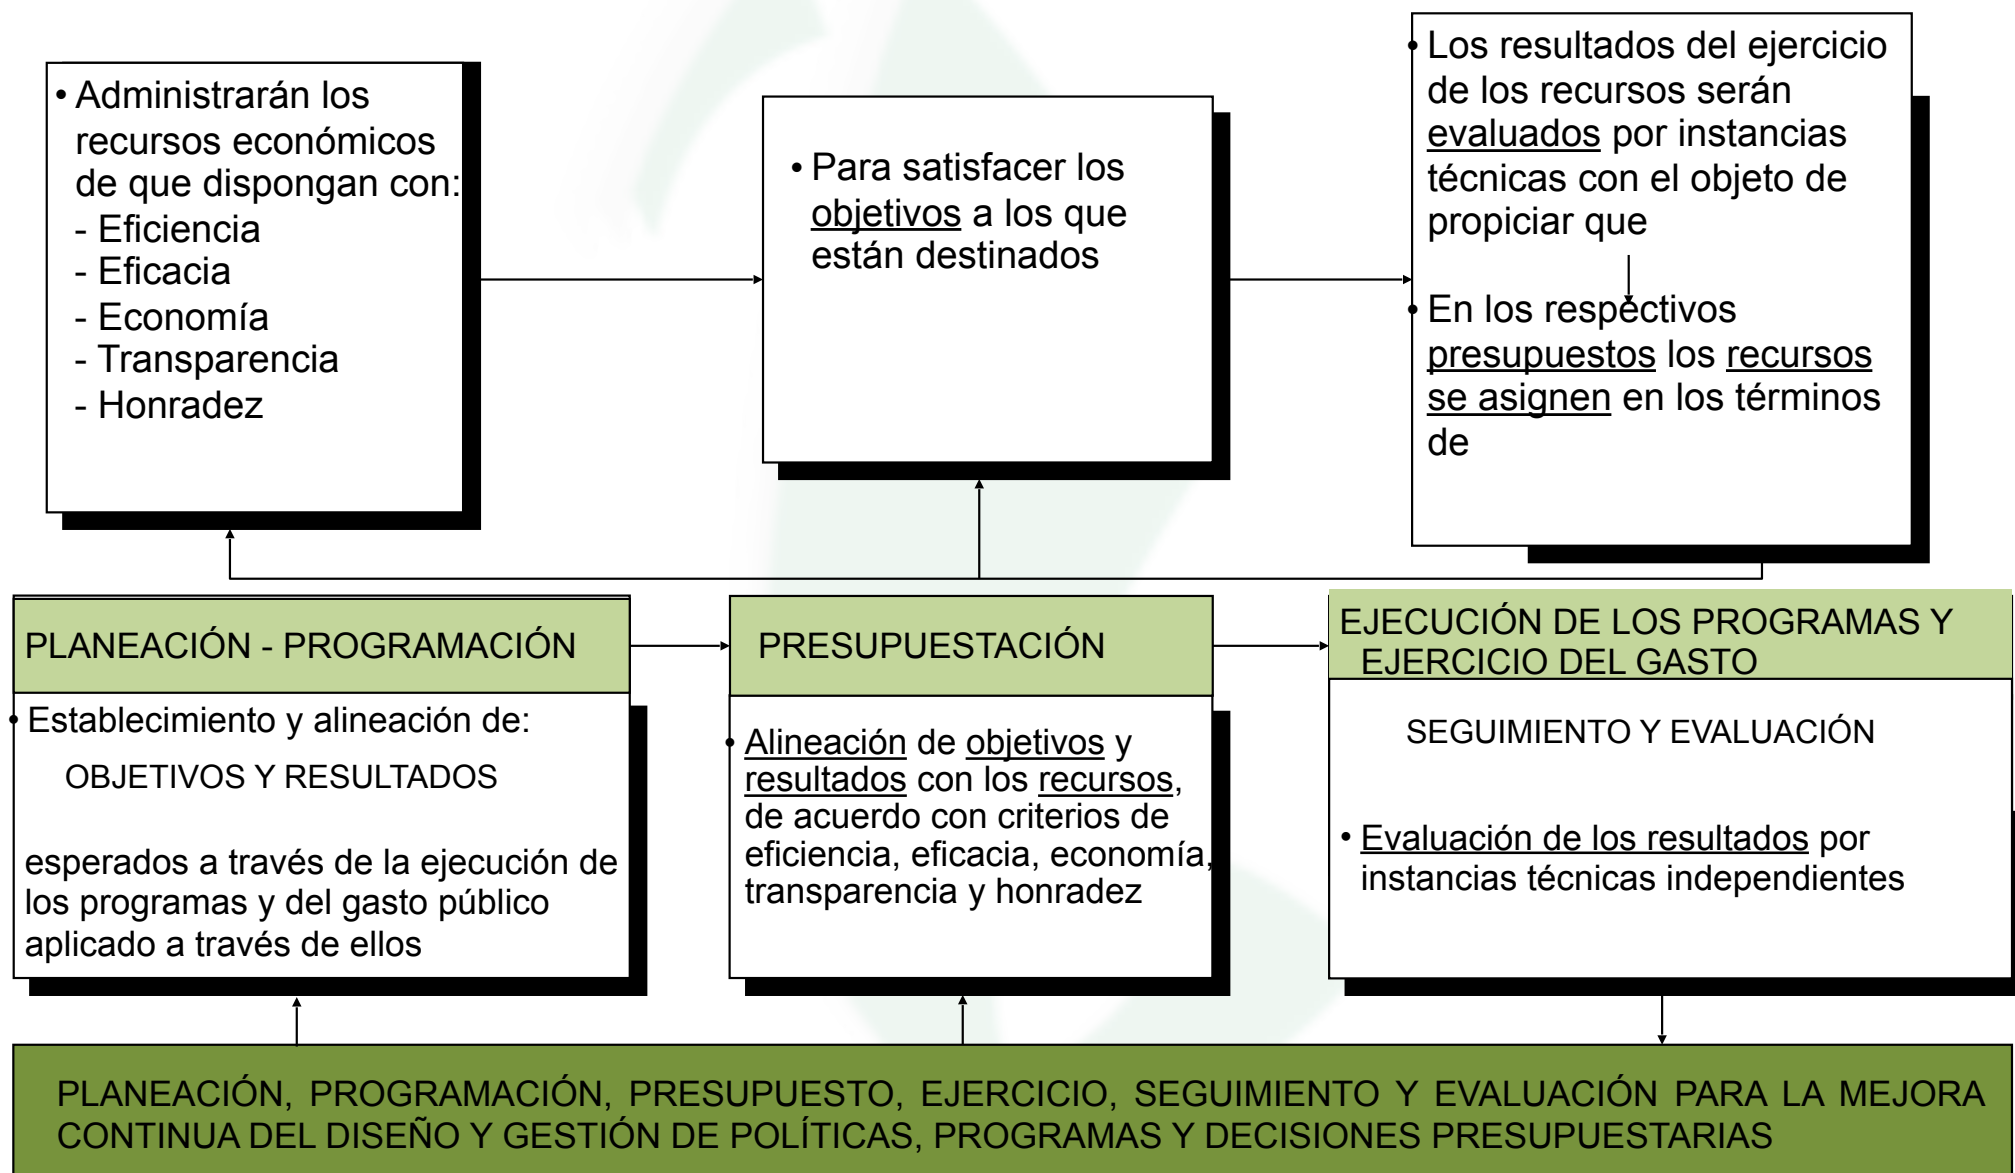 • Administrarán los
recursos económicos
de que dispongan con:
- Eficiencia
- Eficacia
- Economía
- Transparencia
- Honradez
• Para satisfacer los
objetivos a los que
están destinados
• Los resultados del ejercicio
de los recursos serán
evaluados por instancias
técnicas con el objeto de
propiciar que
• En los respectivos
presupuestos los recursos
se asignen en los términos
de
PLANEACIÓN - PROGRAMACIÓN
• Establecimiento y alineación de:
OBJETIVOS Y RESULTADOS
esperados a través de la ejecución de
los programas y del gasto público
aplicado a través de ellos
PRESUPUESTACIÓN
• Alineación de objetivos y
resultados con los recursos,
de acuerdo con criterios de
eficiencia, eficacia, economía,
transparencia y honradez
EJECUCIÓN DE LOS PROGRAMAS Y
EJERCICIO DEL GASTO
SEGUIMIENTO Y EVALUACIÓN
• Evaluación de los resultados por
instancias técnicas independientes
PLANEACIÓN, PROGRAMACIÓN, PRESUPUESTO, EJERCICIO, SEGUIMIENTO Y EVALUACIÓN PARA LA MEJORA
CONTINUA DEL DISEÑO Y GESTIÓN DE POLÍTICAS, PROGRAMAS Y DECISIONES PRESUPUESTARIAS